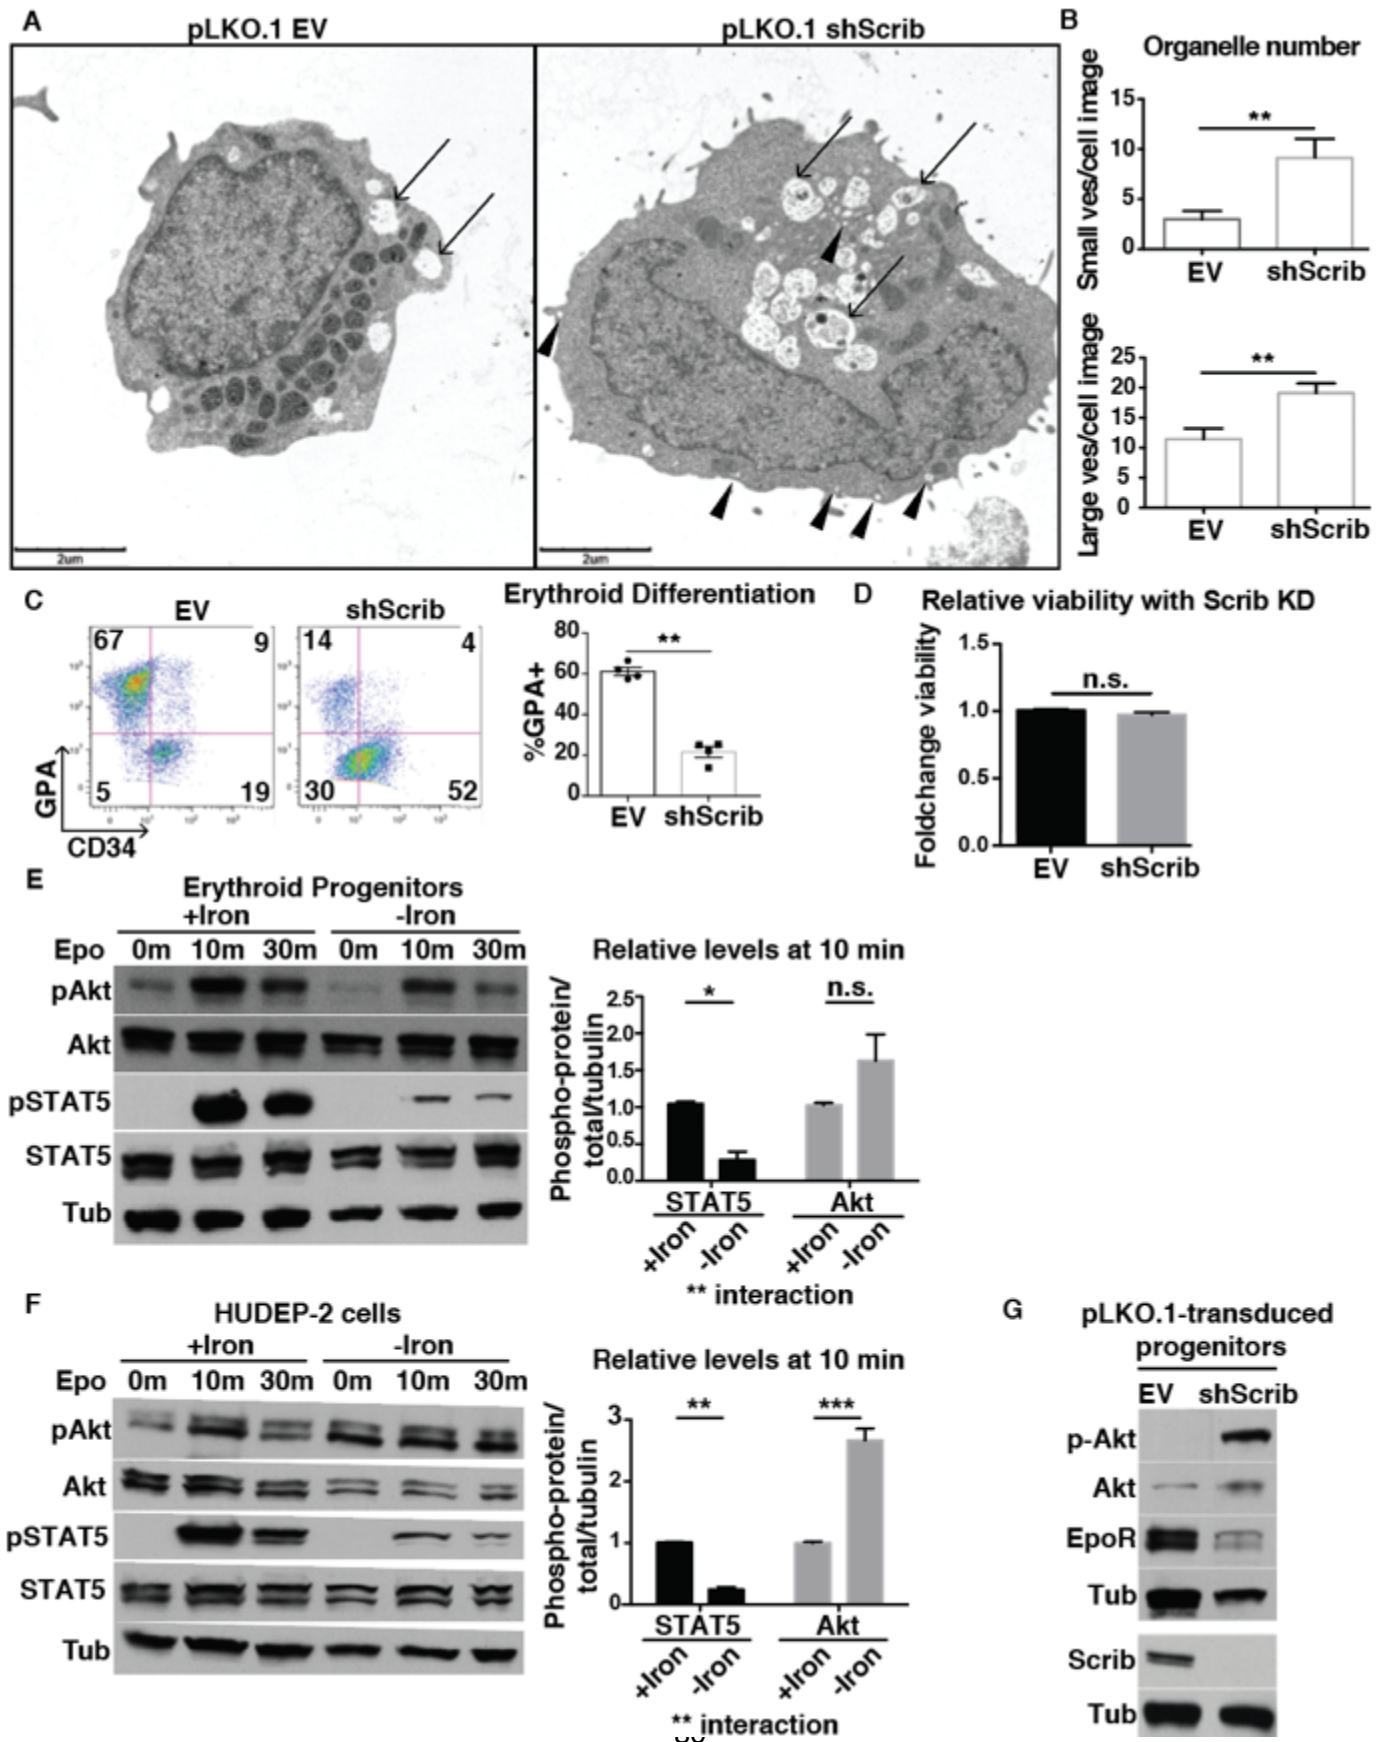 A
pLKO.1 EV
pLKO.1 shScrib
2um
2um
B
Organelle number
Small ves/cell image
15
10
5
0
**
EV
shScrib
Large ves/cell image
25
20
15
10
5
0
**
EV
shScrib
C
EV
shScrib
67
9
5
19
14
4
30
52
GPA
CD34
Erythroid Differentiation
%GPA+
80
60
40
20
0
**
EV
shScrib
D
Relative viability with Scrib KD
Foldchange viability
1.5
1.0
0.5
0.0
n.s.
EV
shScrib
E
Erythroid Progenitors
+Iron
-Iron
Epo 0m 10m 30m 0m 10m 30m
pAkt
Akt
pSTAT5
STAT5
Tub
Relative levels at 10 min
Phospho-protein/
total/tubulin
2.5
2.0
1.5
1.0
0.5
0.0
*
n.s.
STAT5
Akt
+Iron
-Iron
+Iron
-Iron
** interaction
F
HUDEP-2 cells
+Iron
-Iron
Epo 0m 10m 30m 0m 10m 30m
pAkt
Akt
pSTAT5
STAT5
Tub
Relative levels at 10 min
Phospho-protein/
total/tubulin
3
2
1
0
**
***
STAT5
Akt
+Iron
-Iron
+Iron
-Iron
** interaction
G
pLKO.1-transduced
progenitors
EV shScrib
p-Akt
Akt
EpoR
Tub
Scrib
Tub